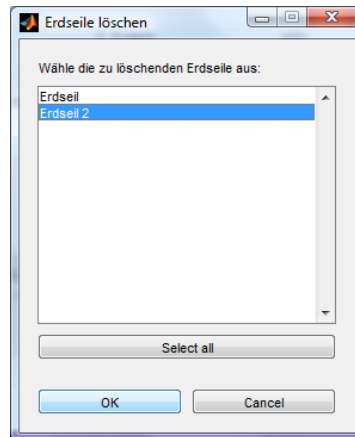 Erdseile löschen
Wähle die zu löschenden Erdseile aus:
Erdseil
Erdseil 2
Select all
OK Cancel